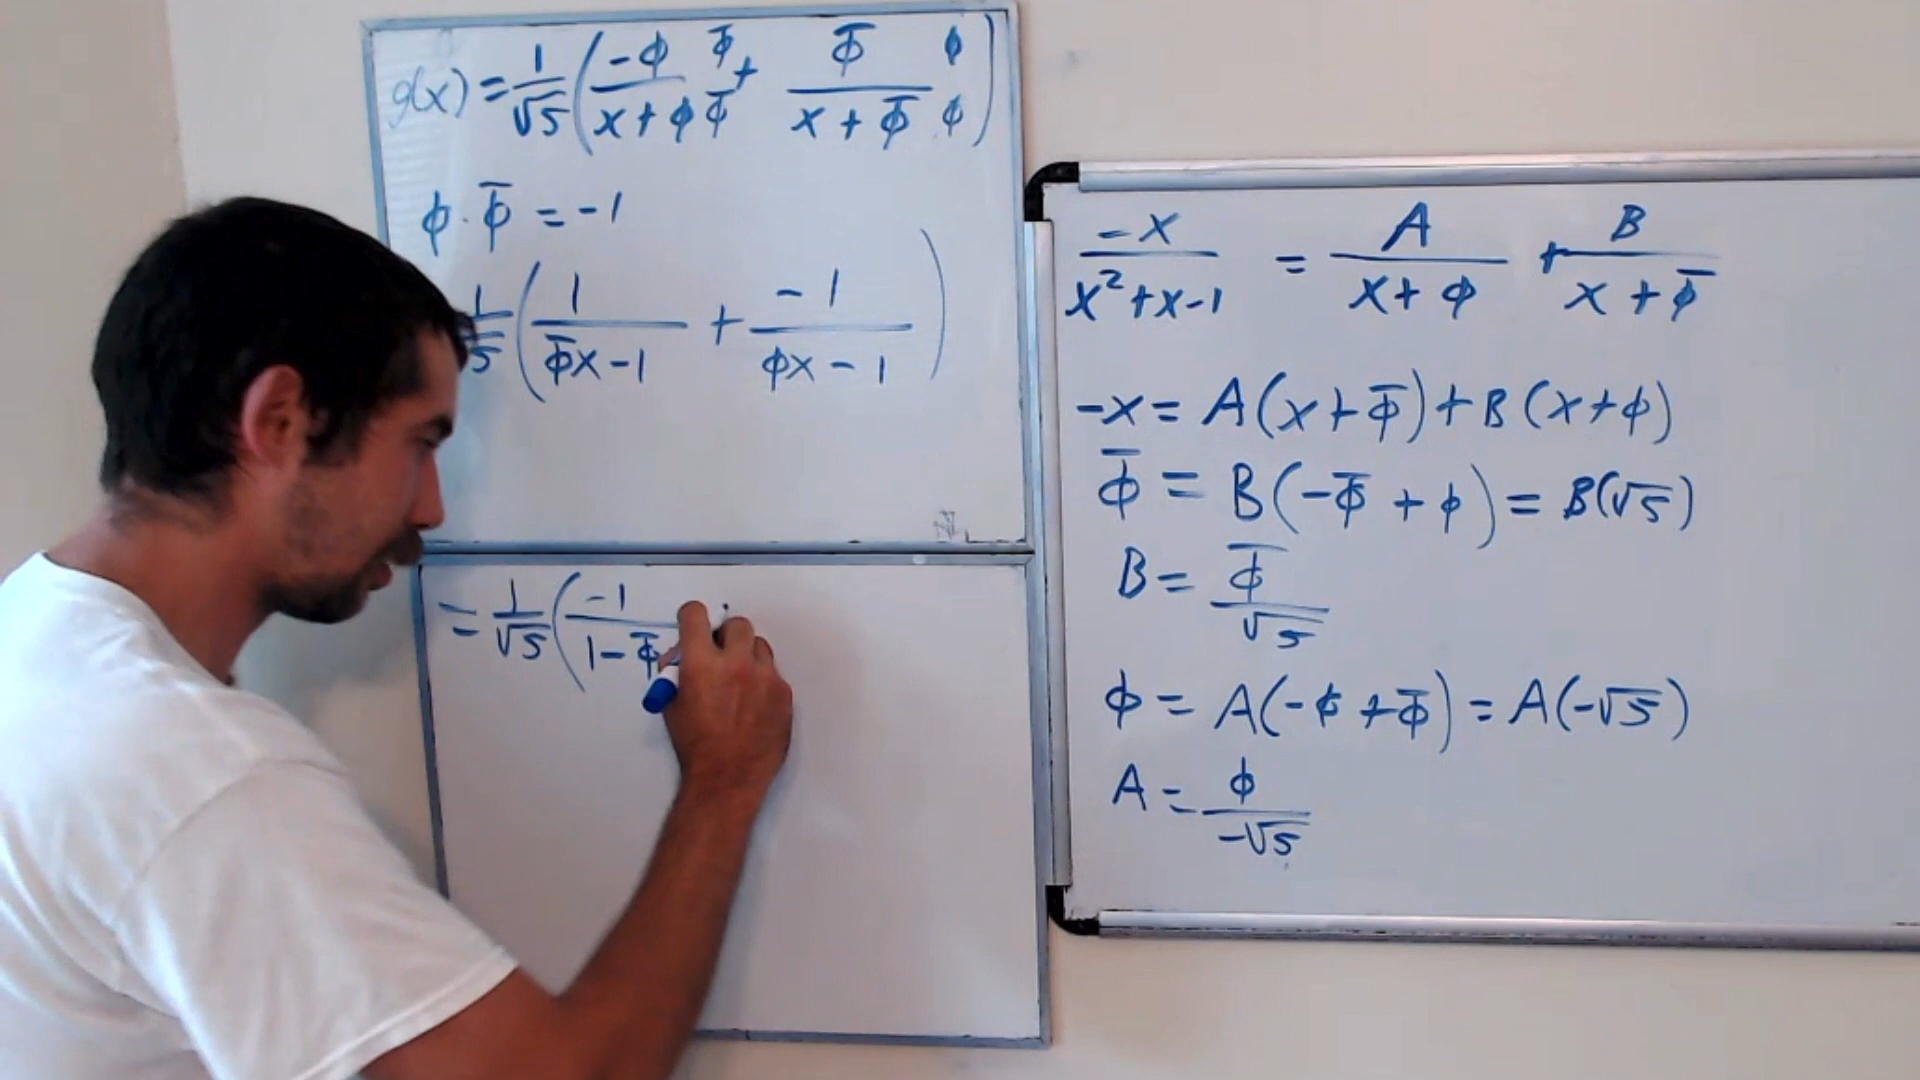 g(x) = 1/√5 ( -φ/(x+φ) φ̄/φ̄ + φ̄/(x+φ̄) φ/φ )
φ · φ̄ = -1
1/5 ( 1/(φ̄x-1) + -1/(φx-1) )
= 1/√5 ( -1/(1-φ̄
-x/(x²+x-1) = A/(x+φ) + B/(x+φ̄)
-x = A(x+φ̄)+B(x+φ)
φ̄ = B(-φ̄+φ) = B(√5)
B = φ̄/√5
φ = A(-φ+φ̄) = A(-√5)
A = φ/-√5